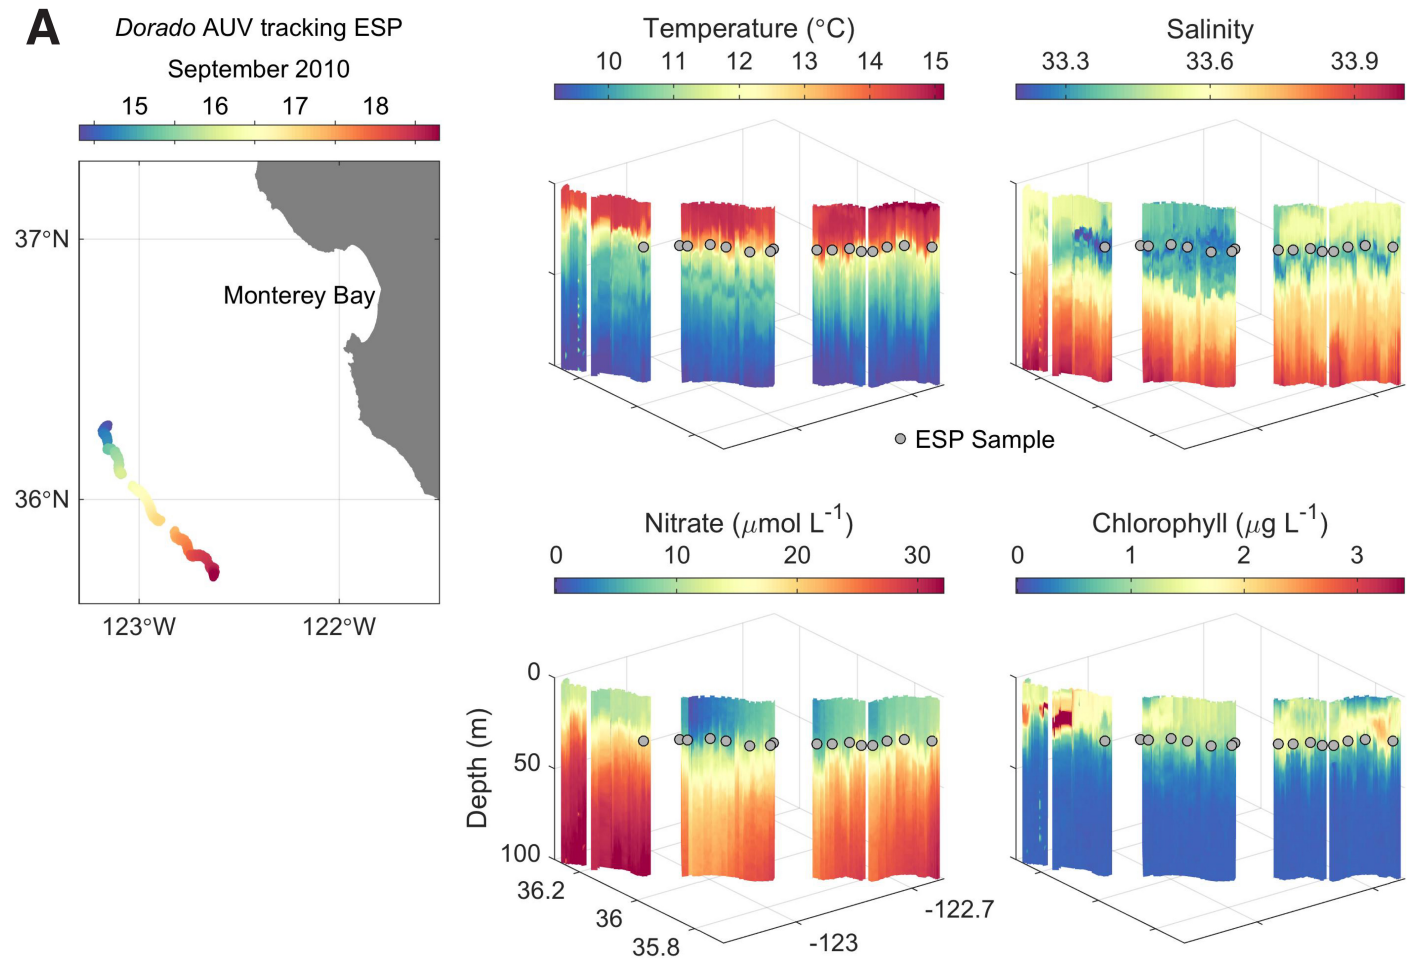 A
Dorado AUV tracking ESP
September 2010
15 16 17 18
37°N
Monterey Bay
36°N
123°W 122°W
Temperature (°C)
10 11 12 13 14 15
Salinity
33.3 33.6 33.9
ESP Sample
Nitrate (μmol L-1)
0 10 20 30
Chlorophyll (μg L-1)
0 1 2 3
Depth (m)
0
50
100
36.2
36
35.8
-123
-122.7